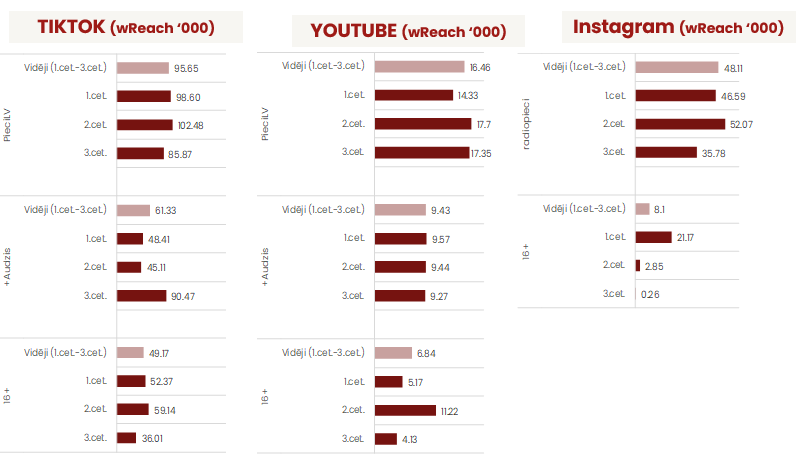 TIKTOK (wReach ‘000)
PieciLV
Vidēji (1.cet.-3.cet.) 95.65
1.cet. 98.60
2.cet. 102.48
3.cet. 85.87
+Audzis
Vidēji (1.cet.-3.cet.) 61.33
1.cet. 48.41
2.cet. 45.11
3.cet. 90.47
16+
Vidēji (1.cet.-3.cet.) 49.17
1.cet. 52.37
2.cet. 59.14
3.cet. 36.01
YOUTUBE (wReach ‘000)
PieciLV
Vidēji (1.cet.-3.cet.) 16.46
1.cet. 14.33
2.cet. 17.7
3.cet. 17.35
+Audzis
Vidēji (1.cet.-3.cet.) 9.43
1.cet. 9.57
2.cet. 9.44
3.cet. 9.27
16+
Vidēji (1.cet.-3.cet.) 6.84
1.cet. 5.17
2.cet. 11.22
3.cet. 4.13
Instagram (wReach ‘000)
radiopieci
Vidēji (1.cet.-3.cet.) 48.11
1.cet. 46.59
2.cet. 52.07
3.cet. 35.78
16+
Vidēji (1.cet.-3.cet.) 8.1
1.cet. 21.17
2.cet. 2.85
3.cet. 0.26